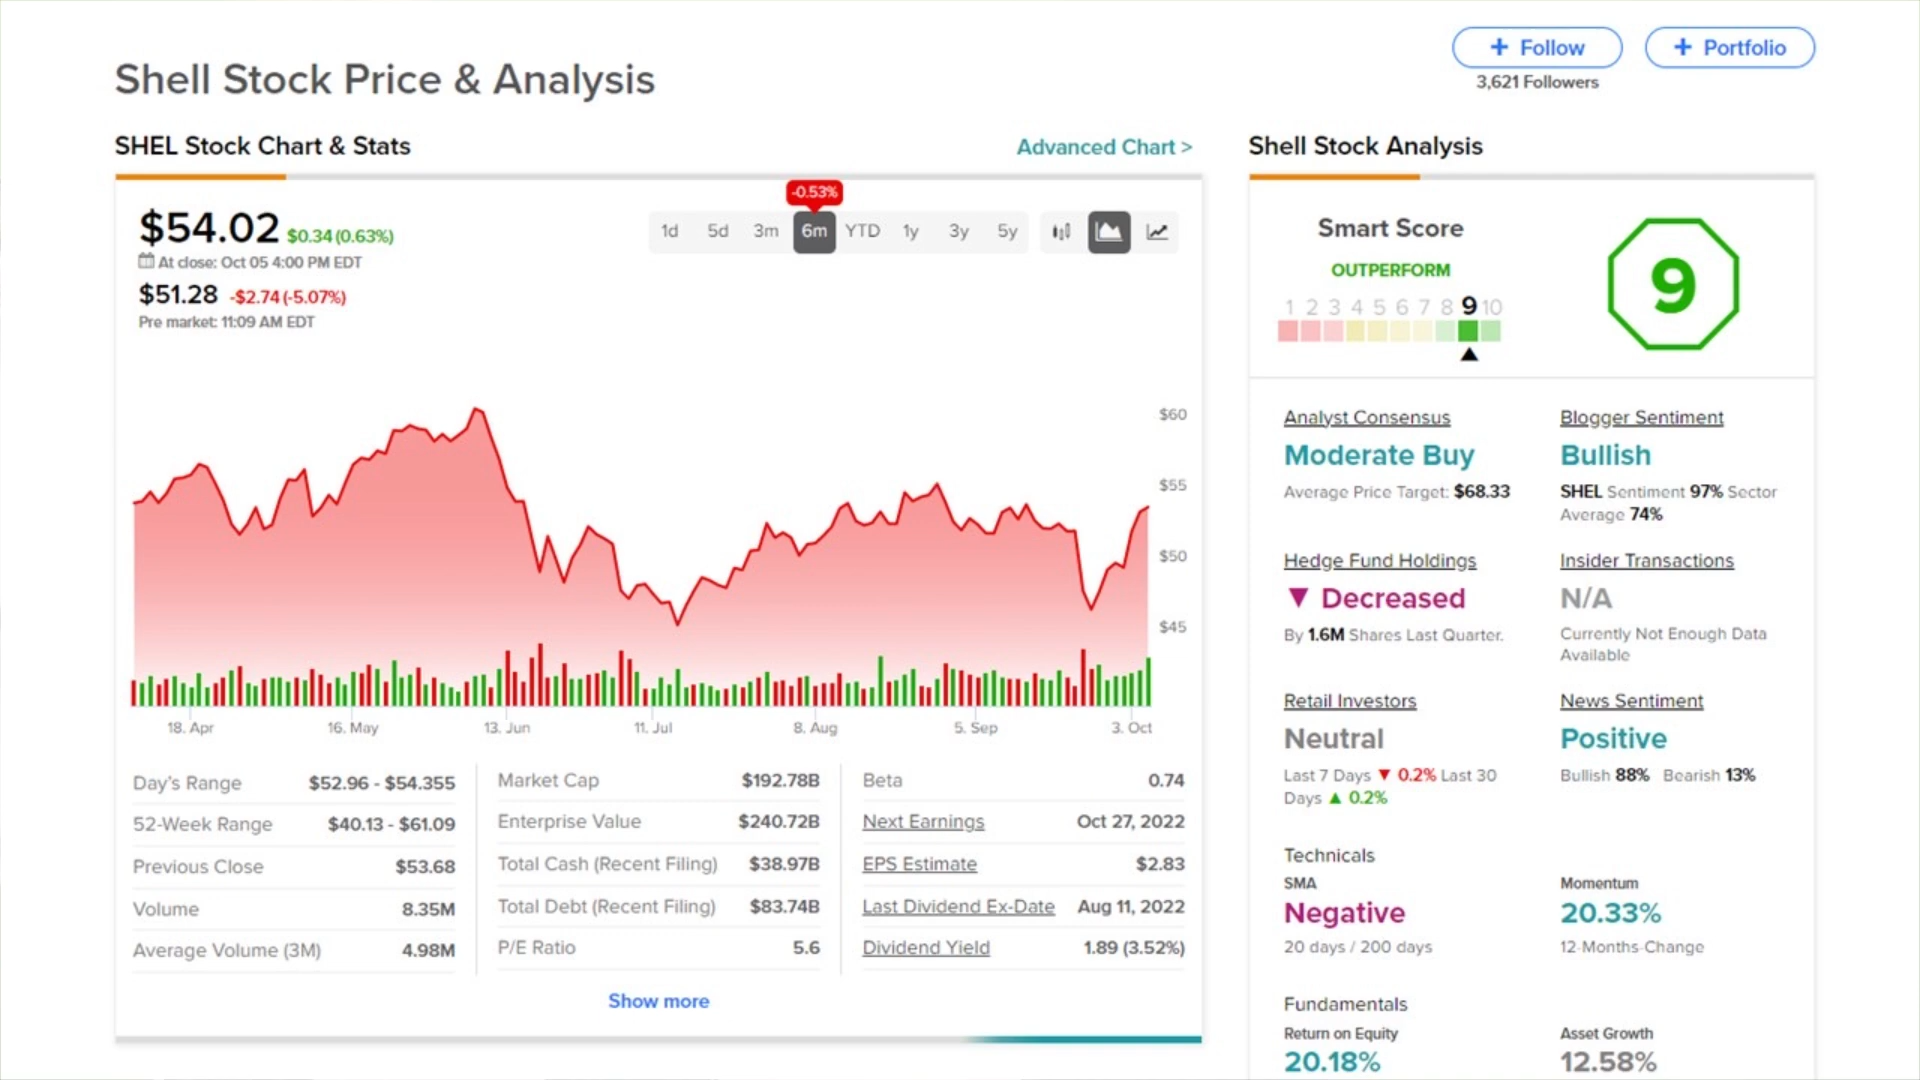 + Follow
+ Portfolio
3,621 Followers
Shell Stock Price & Analysis
SHEL Stock Chart & Stats
Advanced Chart >
$54.02 $0.34 (0.63%)
At close: Oct 05 4:00 PM EDT
$51.28 -$2.74 (-5.07%)
Pre market: 11:09 AM EDT
-0.53%
1d 5d 3m 6m YTD 1y 3y 5y
$60
$55
$50
$45
18. Apr 16. May 13. Jun 11. Jul 8. Aug 5. Sep 3. Oct
Day's Range $52.96 - $54.355
52-Week Range $40.13 - $61.09
Previous Close $53.68
Volume 8.35M
Average Volume (3M) 4.98M
Market Cap $192.78B
Enterprise Value $240.72B
Total Cash (Recent Filing) $38.97B
Total Debt (Recent Filing) $83.74B
P/E Ratio 5.6
Beta 0.74
Next Earnings Oct 27, 2022
EPS Estimate $2.83
Last Dividend Ex-Date Aug 11, 2022
Dividend Yield 1.89 (3.52%)
Show more
Shell Stock Analysis
Smart Score
OUTPERFORM
1 2 3 4 5 6 7 8 9 10
9
Analyst Consensus
Moderate Buy
Average Price Target: $68.33
Blogger Sentiment
Bullish
SHEL Sentiment 97% Sector
Average 74%
Hedge Fund Holdings
▼ Decreased
By 1.6M Shares Last Quarter.
Insider Transactions
N/A
Currently Not Enough Data
Available
Retail Investors
Neutral
Last 7 Days ▼ 0.2% Last 30
Days ▲ 0.2%
News Sentiment
Positive
Bullish 88% Bearish 13%
Technicals
SMA
Negative
20 days / 200 days
Momentum
20.33%
12-Months-Change
Fundamentals
Return on Equity
20.18%
Asset Growth
12.58%